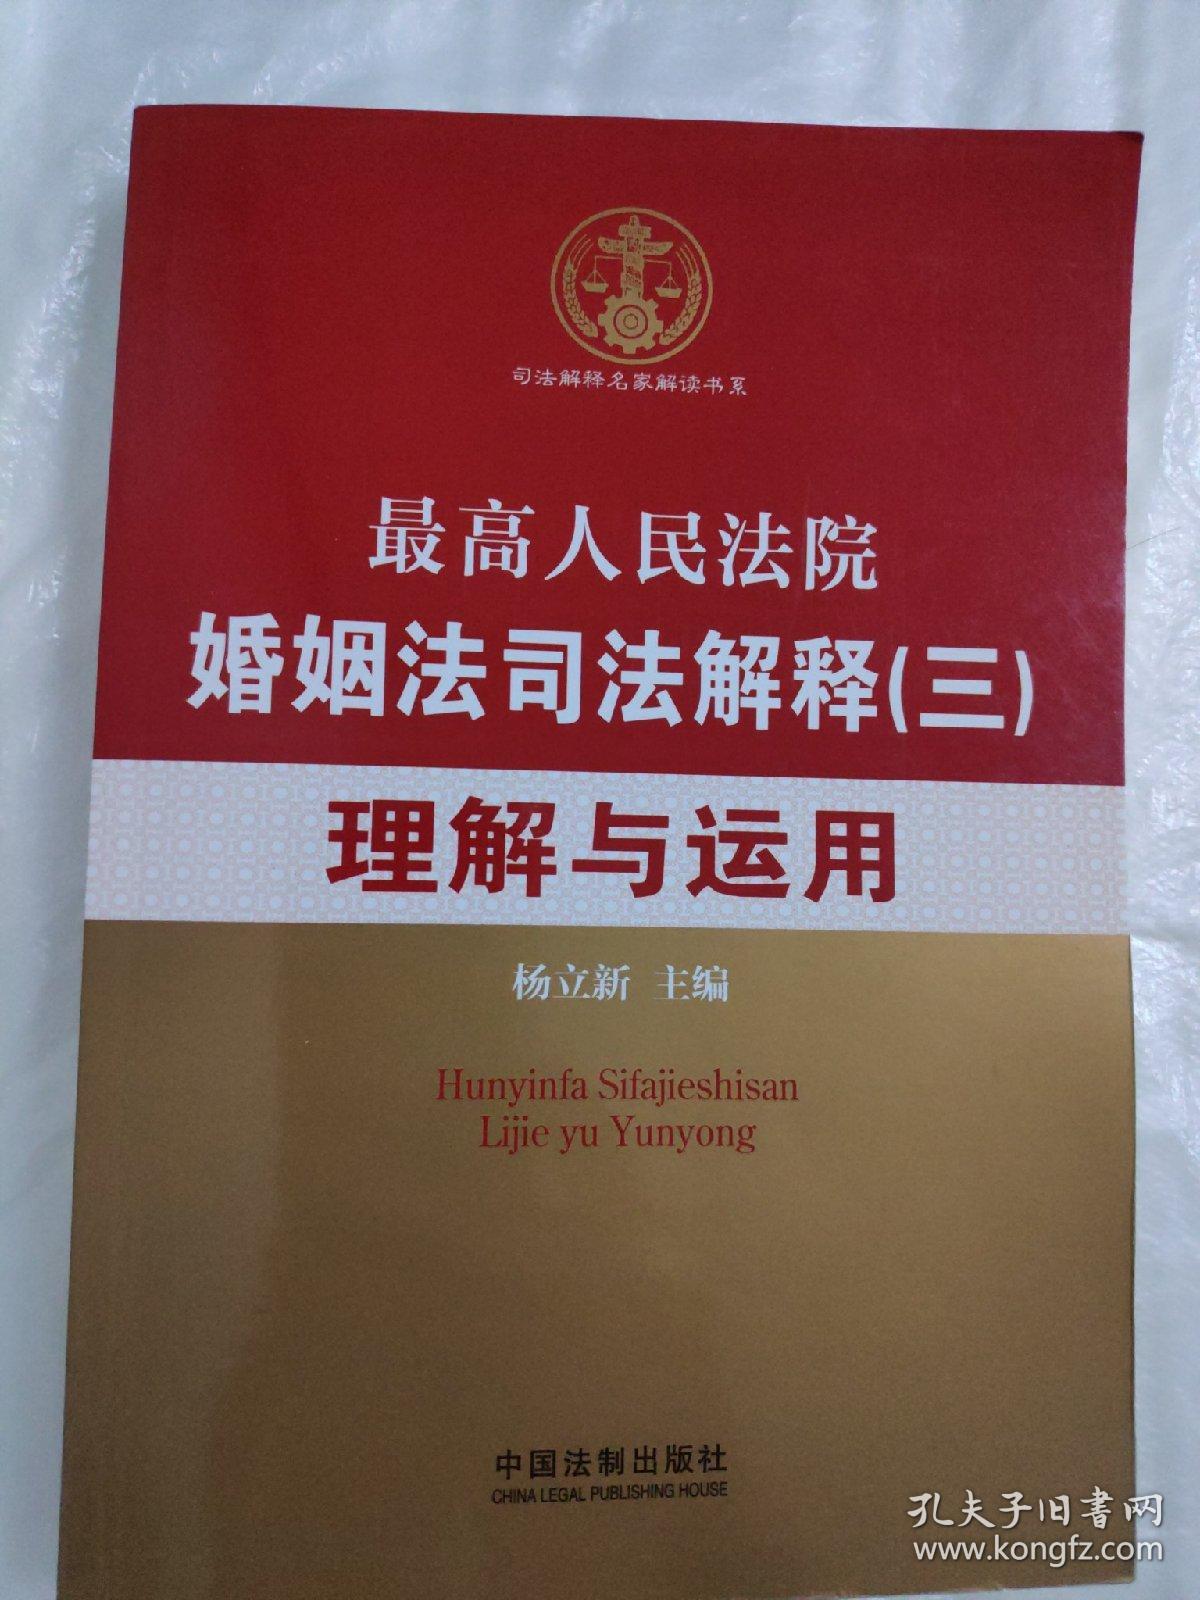 司法解释名家解读书系
最高人民法院
婚姻法司法解释(三)
理解与运用
杨立新 主编
Hunyinfa Sifajieshisan
Lijie yu Yunyong
中国法制出版社
CHINA LEGAL PUBLISHING HOUSE
孔夫子旧书网
www.kongfz.com